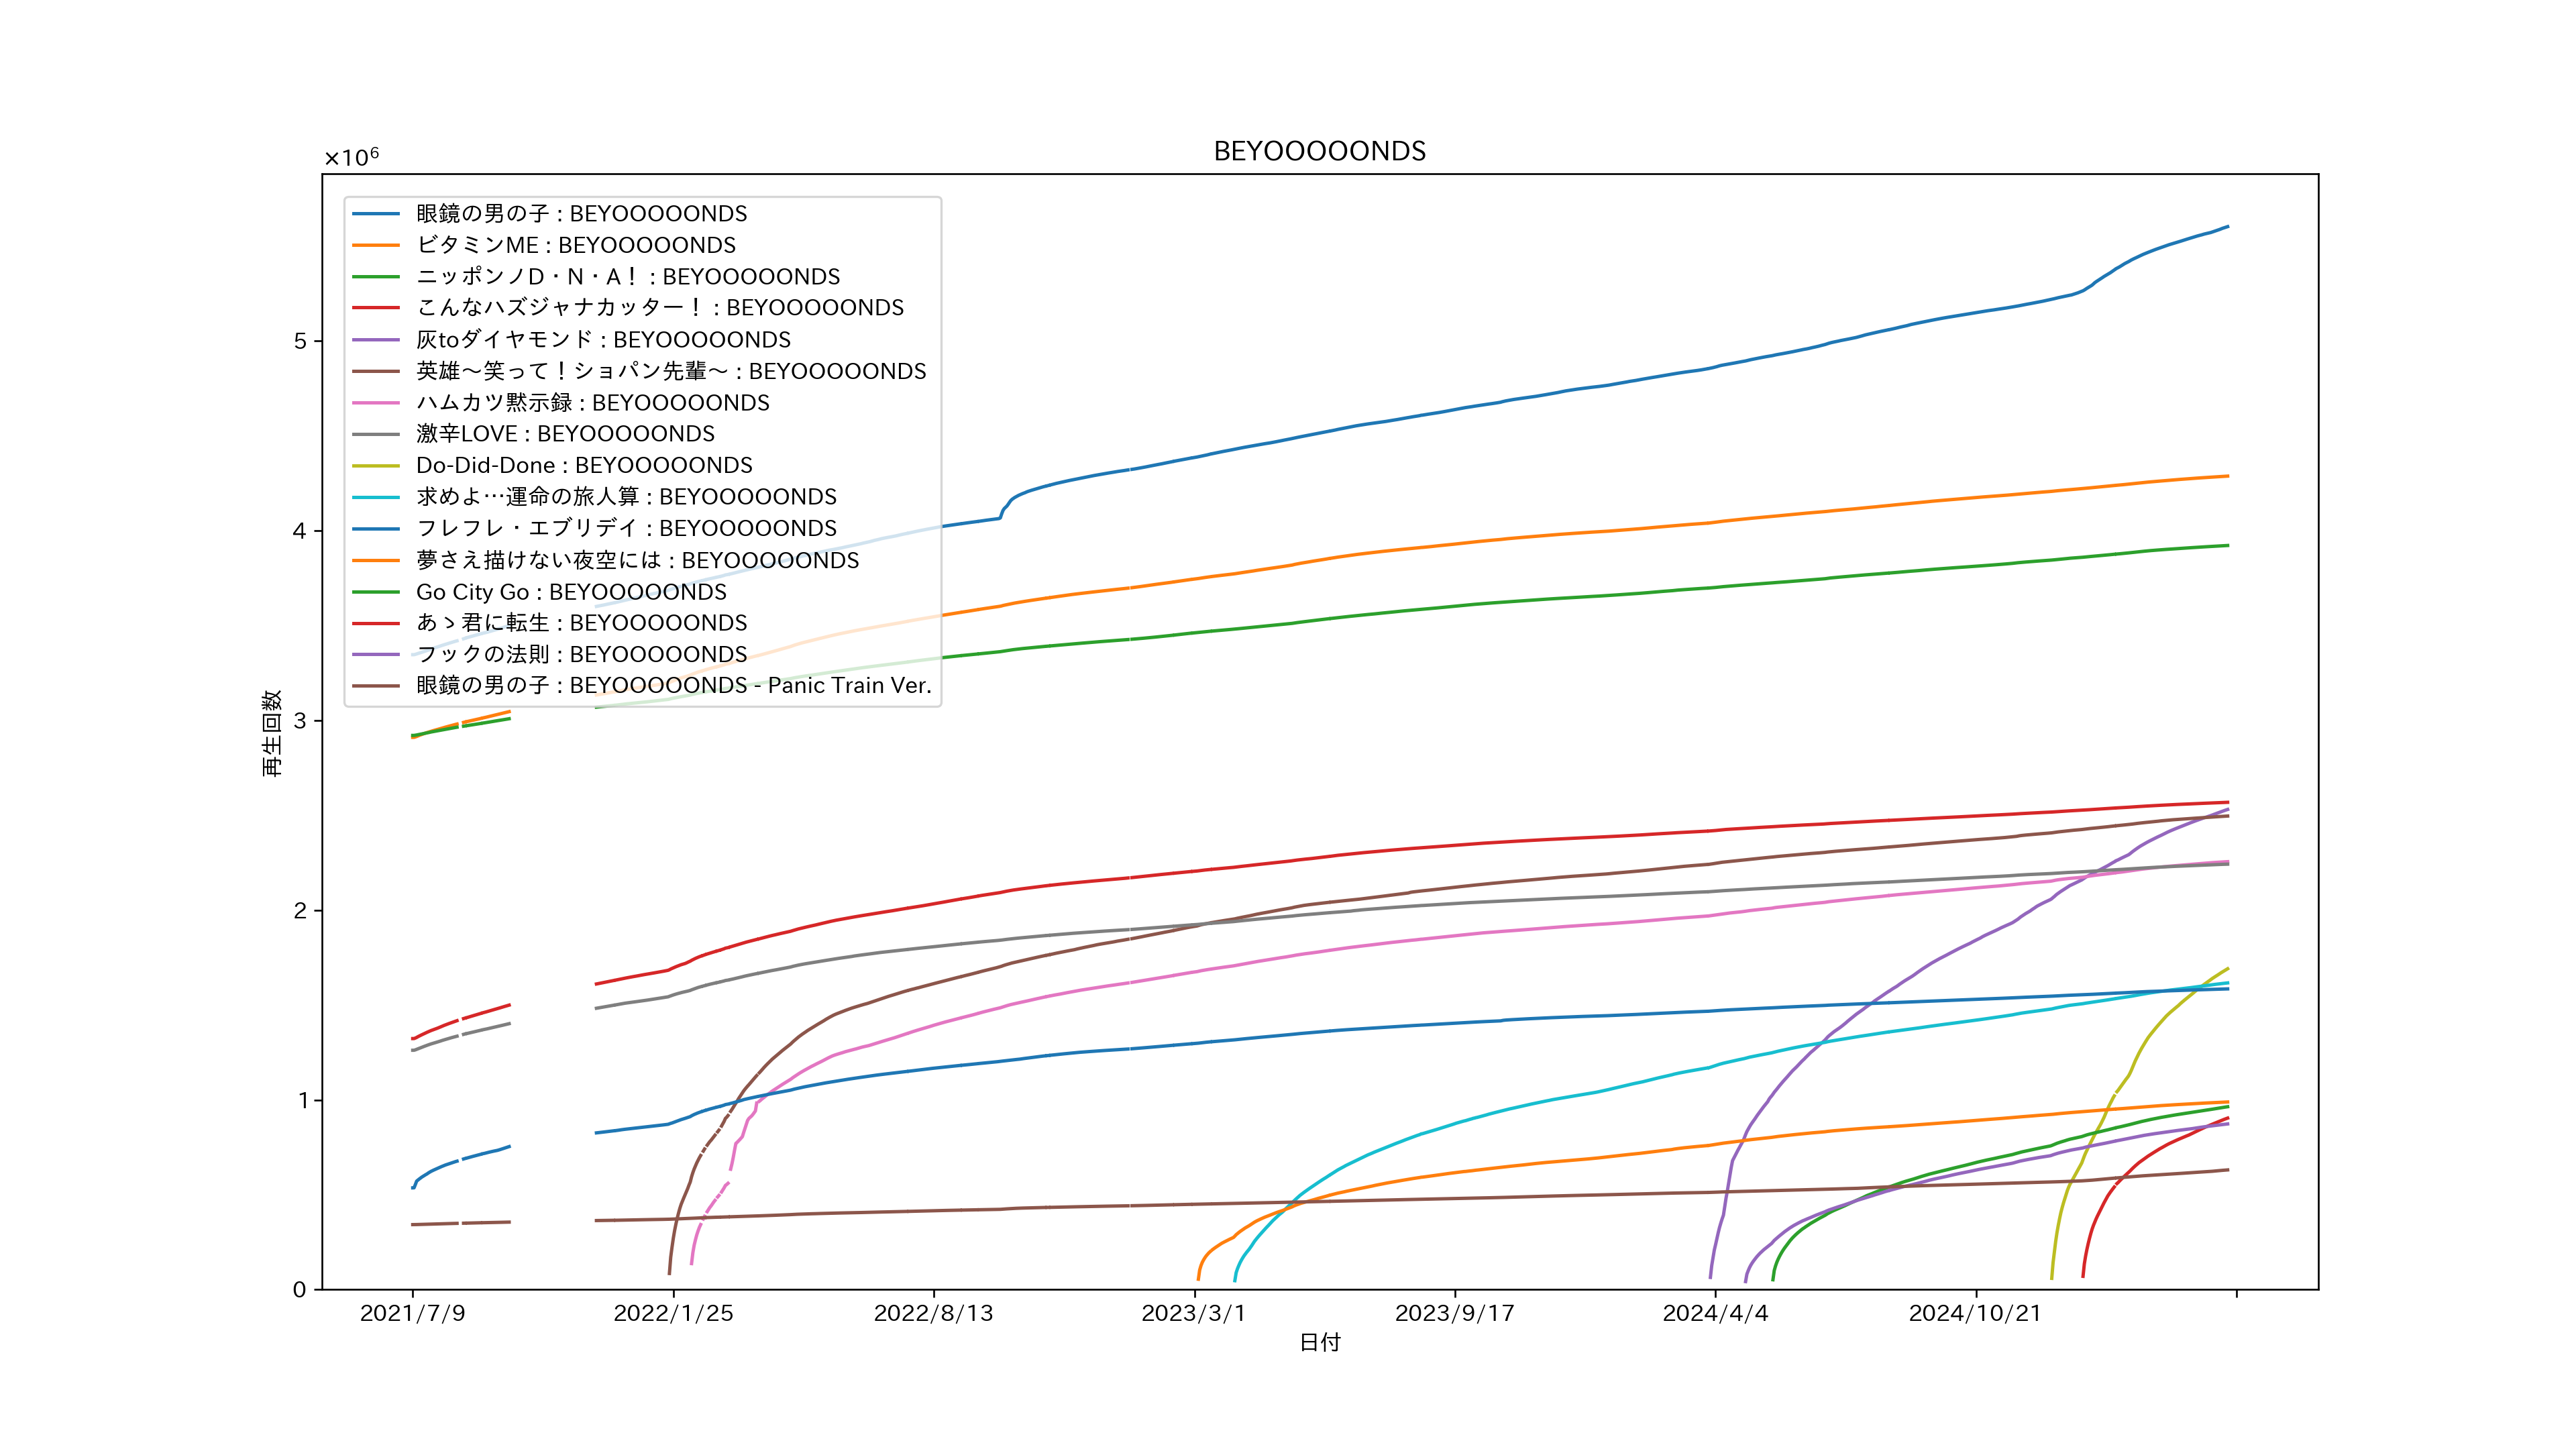 BEYOOOOONDS
×10⁶
眼鏡の男の子 : BEYOOOOONDS
ビタミンME : BEYOOOOONDS
ニッポンノD・N・A！ : BEYOOOOONDS
こんなハズジャナカッター！ : BEYOOOOONDS
灰toダイヤモンド : BEYOOOOONDS
英雄～笑って！ショパン先輩～ : BEYOOOOONDS
ハムカツ黙示録 : BEYOOOOONDS
激辛LOVE : BEYOOOOONDS
Do-Did-Done : BEYOOOOONDS
求めよ…運命の旅人算 : BEYOOOOONDS
フレフレ・エブリデイ : BEYOOOOONDS
夢さえ描けない夜空には : BEYOOOOONDS
Go City Go : BEYOOOOONDS
あゝ君に転生 : BEYOOOOONDS
フックの法則 : BEYOOOOONDS
眼鏡の男の子 : BEYOOOOONDS - Panic Train Ver.
5
4
3
2
1
0
再生回数
2021/7/9
2022/1/25
2022/8/13
2023/3/1
2023/9/17
2024/4/4
2024/10/21
日付